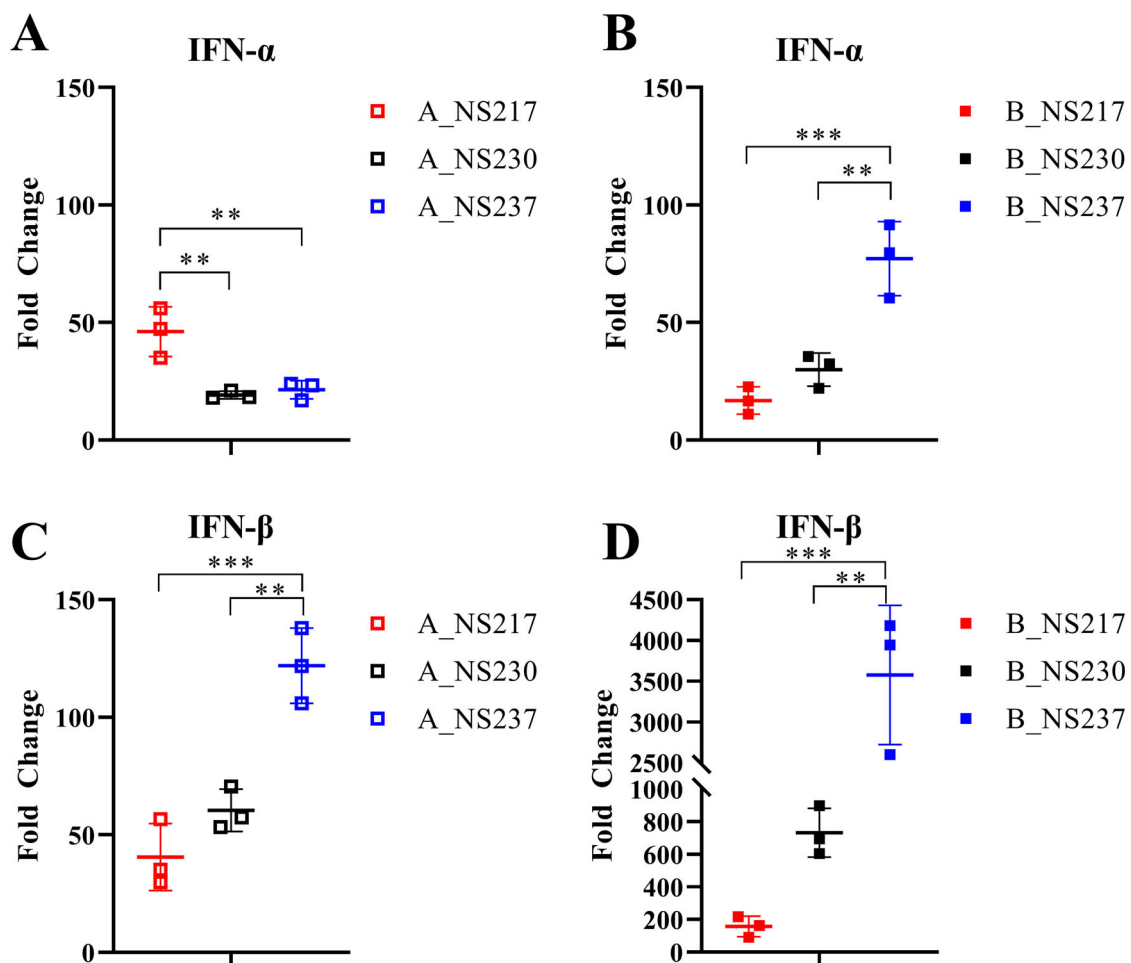 A
IFN-α
Fold Change
150
100
50
0
**
**
A_NS217
A_NS230
A_NS237
B
IFN-α
Fold Change
150
100
50
0
***
**
B_NS217
B_NS230
B_NS237
C
IFN-β
Fold Change
150
100
50
0
***
**
A_NS217
A_NS230
A_NS237
D
IFN-β
Fold Change
4500
4000
3500
3000
2500
1000
800
600
400
200
0
***
**
B_NS217
B_NS230
B_NS237